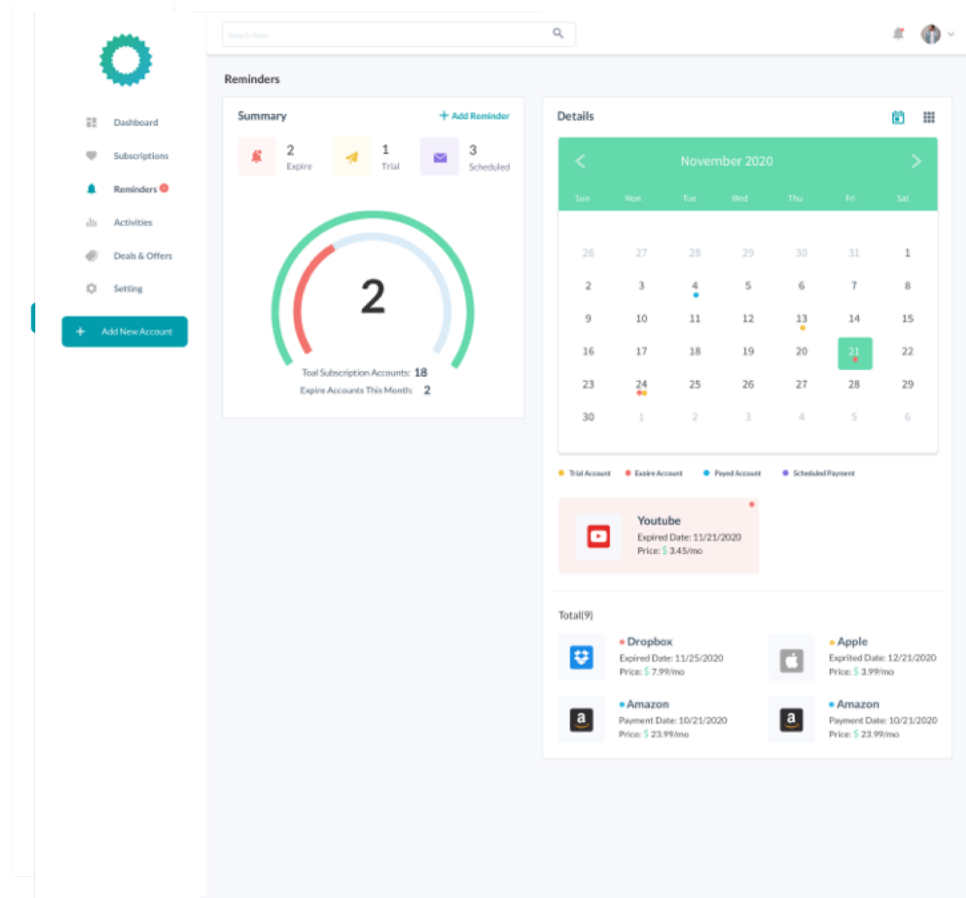 Search Here
Dashboard
Subscriptions
Reminders
Activities
Deals & Offers
Setting
+ Add New Account
Reminders
Summary
+ Add Reminder
2
Expire
1
Trial
3
Scheduled
2
Toal Subscription Accounts: 18
Expire Accounts This Month: 2
Details
< November 2020 >
Sun Mon Tue Wed Thu Fri Sat
26 27 28 29 30 31 1
2 3 4 5 6 7 8
9 10 11 12 13 14 15
16 17 18 19 20 21 22
23 24 25 26 27 28 29
30 1 2 3 4 5 6
Trial Account Expire Account Payed Account Scheduled Payment
Youtube
Expired Date: 11/21/2020
Price: $ 3.45/mo
Total(9)
Dropbox
Expired Date: 11/25/2020
Price: $ 7.99/mo
Apple
Exprited Date: 12/21/2020
Price: $ 3.99/mo
a
Amazon
Payment Date: 10/21/2020
Price: $ 23.99/mo
a
Amazon
Payment Date: 10/21/2020
Price: $ 23.99/mo